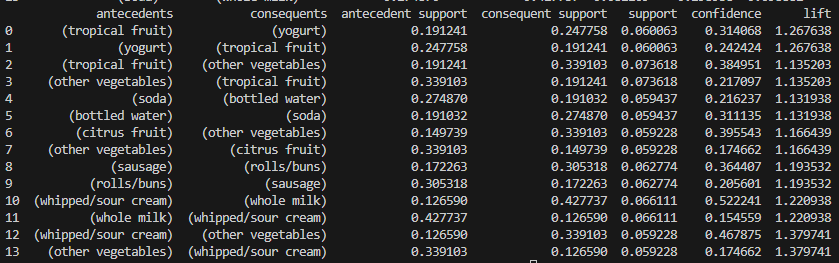 antecedents consequents antecedent support consequent support support confidence lift
0 (tropical fruit) (yogurt) 0.191241 0.247758 0.060063 0.314068 1.267638
1 (yogurt) (tropical fruit) 0.247758 0.191241 0.060063 0.242424 1.267638
2 (tropical fruit) (other vegetables) 0.191241 0.339103 0.073618 0.384951 1.135203
3 (other vegetables) (tropical fruit) 0.339103 0.191241 0.073618 0.217097 1.135203
4 (soda) (bottled water) 0.274870 0.191032 0.059437 0.216237 1.131938
5 (bottled water) (soda) 0.191032 0.274870 0.059437 0.311135 1.131938
6 (citrus fruit) (other vegetables) 0.149739 0.339103 0.059228 0.395543 1.166439
7 (other vegetables) (citrus fruit) 0.339103 0.149739 0.059228 0.174662 1.166439
8 (sausage) (rolls/buns) 0.172263 0.305318 0.062774 0.364407 1.193532
9 (rolls/buns) (sausage) 0.305318 0.172263 0.062774 0.205601 1.193532
10 (whipped/sour cream) (whole milk) 0.126590 0.427737 0.066111 0.522241 1.220938
11 (whole milk) (whipped/sour cream) 0.427737 0.126590 0.066111 0.154559 1.220938
12 (whipped/sour cream) (other vegetables) 0.126590 0.339103 0.059228 0.467875 1.379741
13 (other vegetables) (whipped/sour cream) 0.339103 0.126590 0.059228 0.174662 1.379741